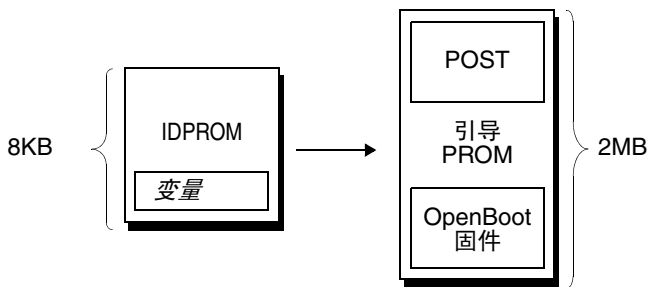 8KB
IDPROM
变量
POST
引导
PROM
OpenBoot
固件
2MB